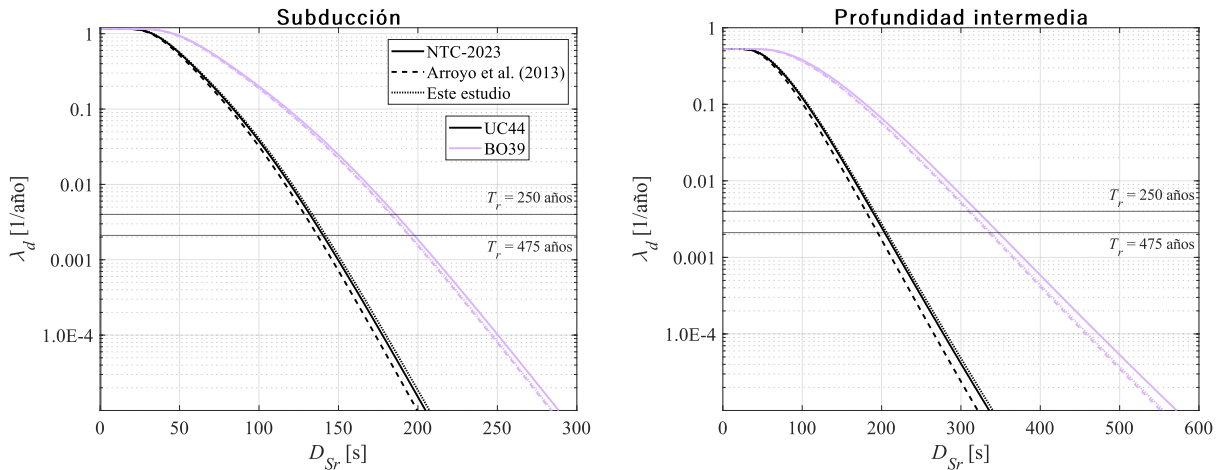 Subducción
1
0.1
0.01
0.001
1.0E-4
λd [1/año]
NTC-2023
Arroyo et al. (2013)
Este estudio
UC44
BO39
Tr = 250 años
Tr = 475 años
0 50 100 150 200 250 300
DSr [s]
Profundidad intermedia
1
0.1
0.01
0.001
1.0E-4
λd [1/año]
Tr = 250 años
Tr = 475 años
0 100 200 300 400 500 600
DSr [s]